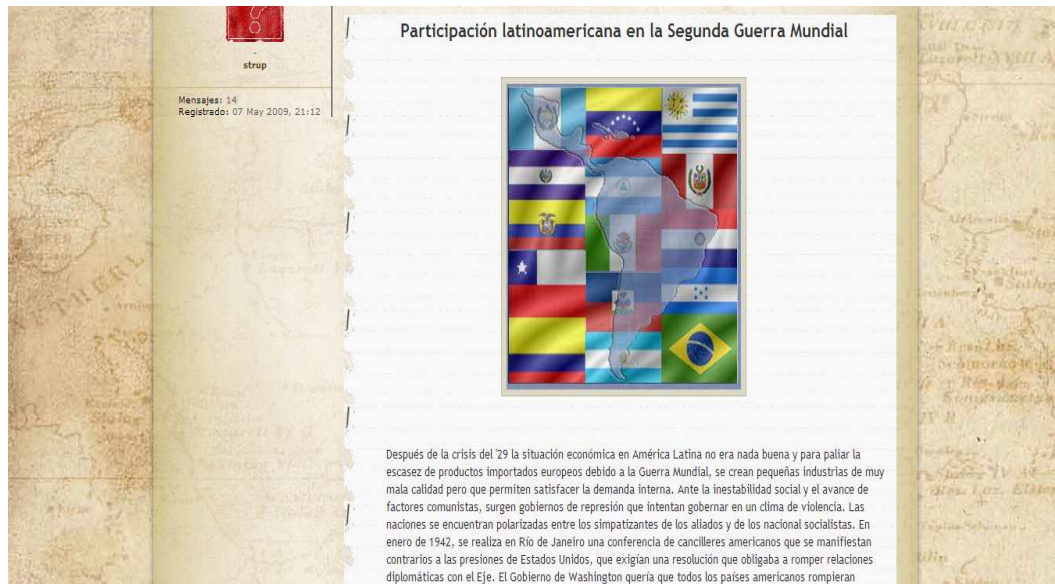 Participación latinoamericana en la Segunda Guerra Mundial
strup
Mensajes: 14
Registrado: 07 May 2009, 21:12
Después de la crisis del '29 la situación económica en América Latina no era nada buena y para paliar la
escasez de productos importados europeos debido a la Guerra Mundial, se crean pequeñas industrias de muy
mala calidad pero que permiten satisfacer la demanda interna. Ante la inestabilidad social y el avance de
factores comunistas, surgen gobiernos de represión que intentan gobernar en un clima de violencia. Las
naciones se encuentran polarizadas entre los simpatizantes de los aliados y de los nacional socialistas. En
enero de 1942, se realiza en Río de Janeiro una conferencia de cancilleres americanos que se manifiestan
contrarios a las presiones de Estados Unidos, que exigían una resolución que obligaba a romper relaciones
diplomáticas con el Eje. El Gobierno de Washington quería que todos los países americanos rompieran